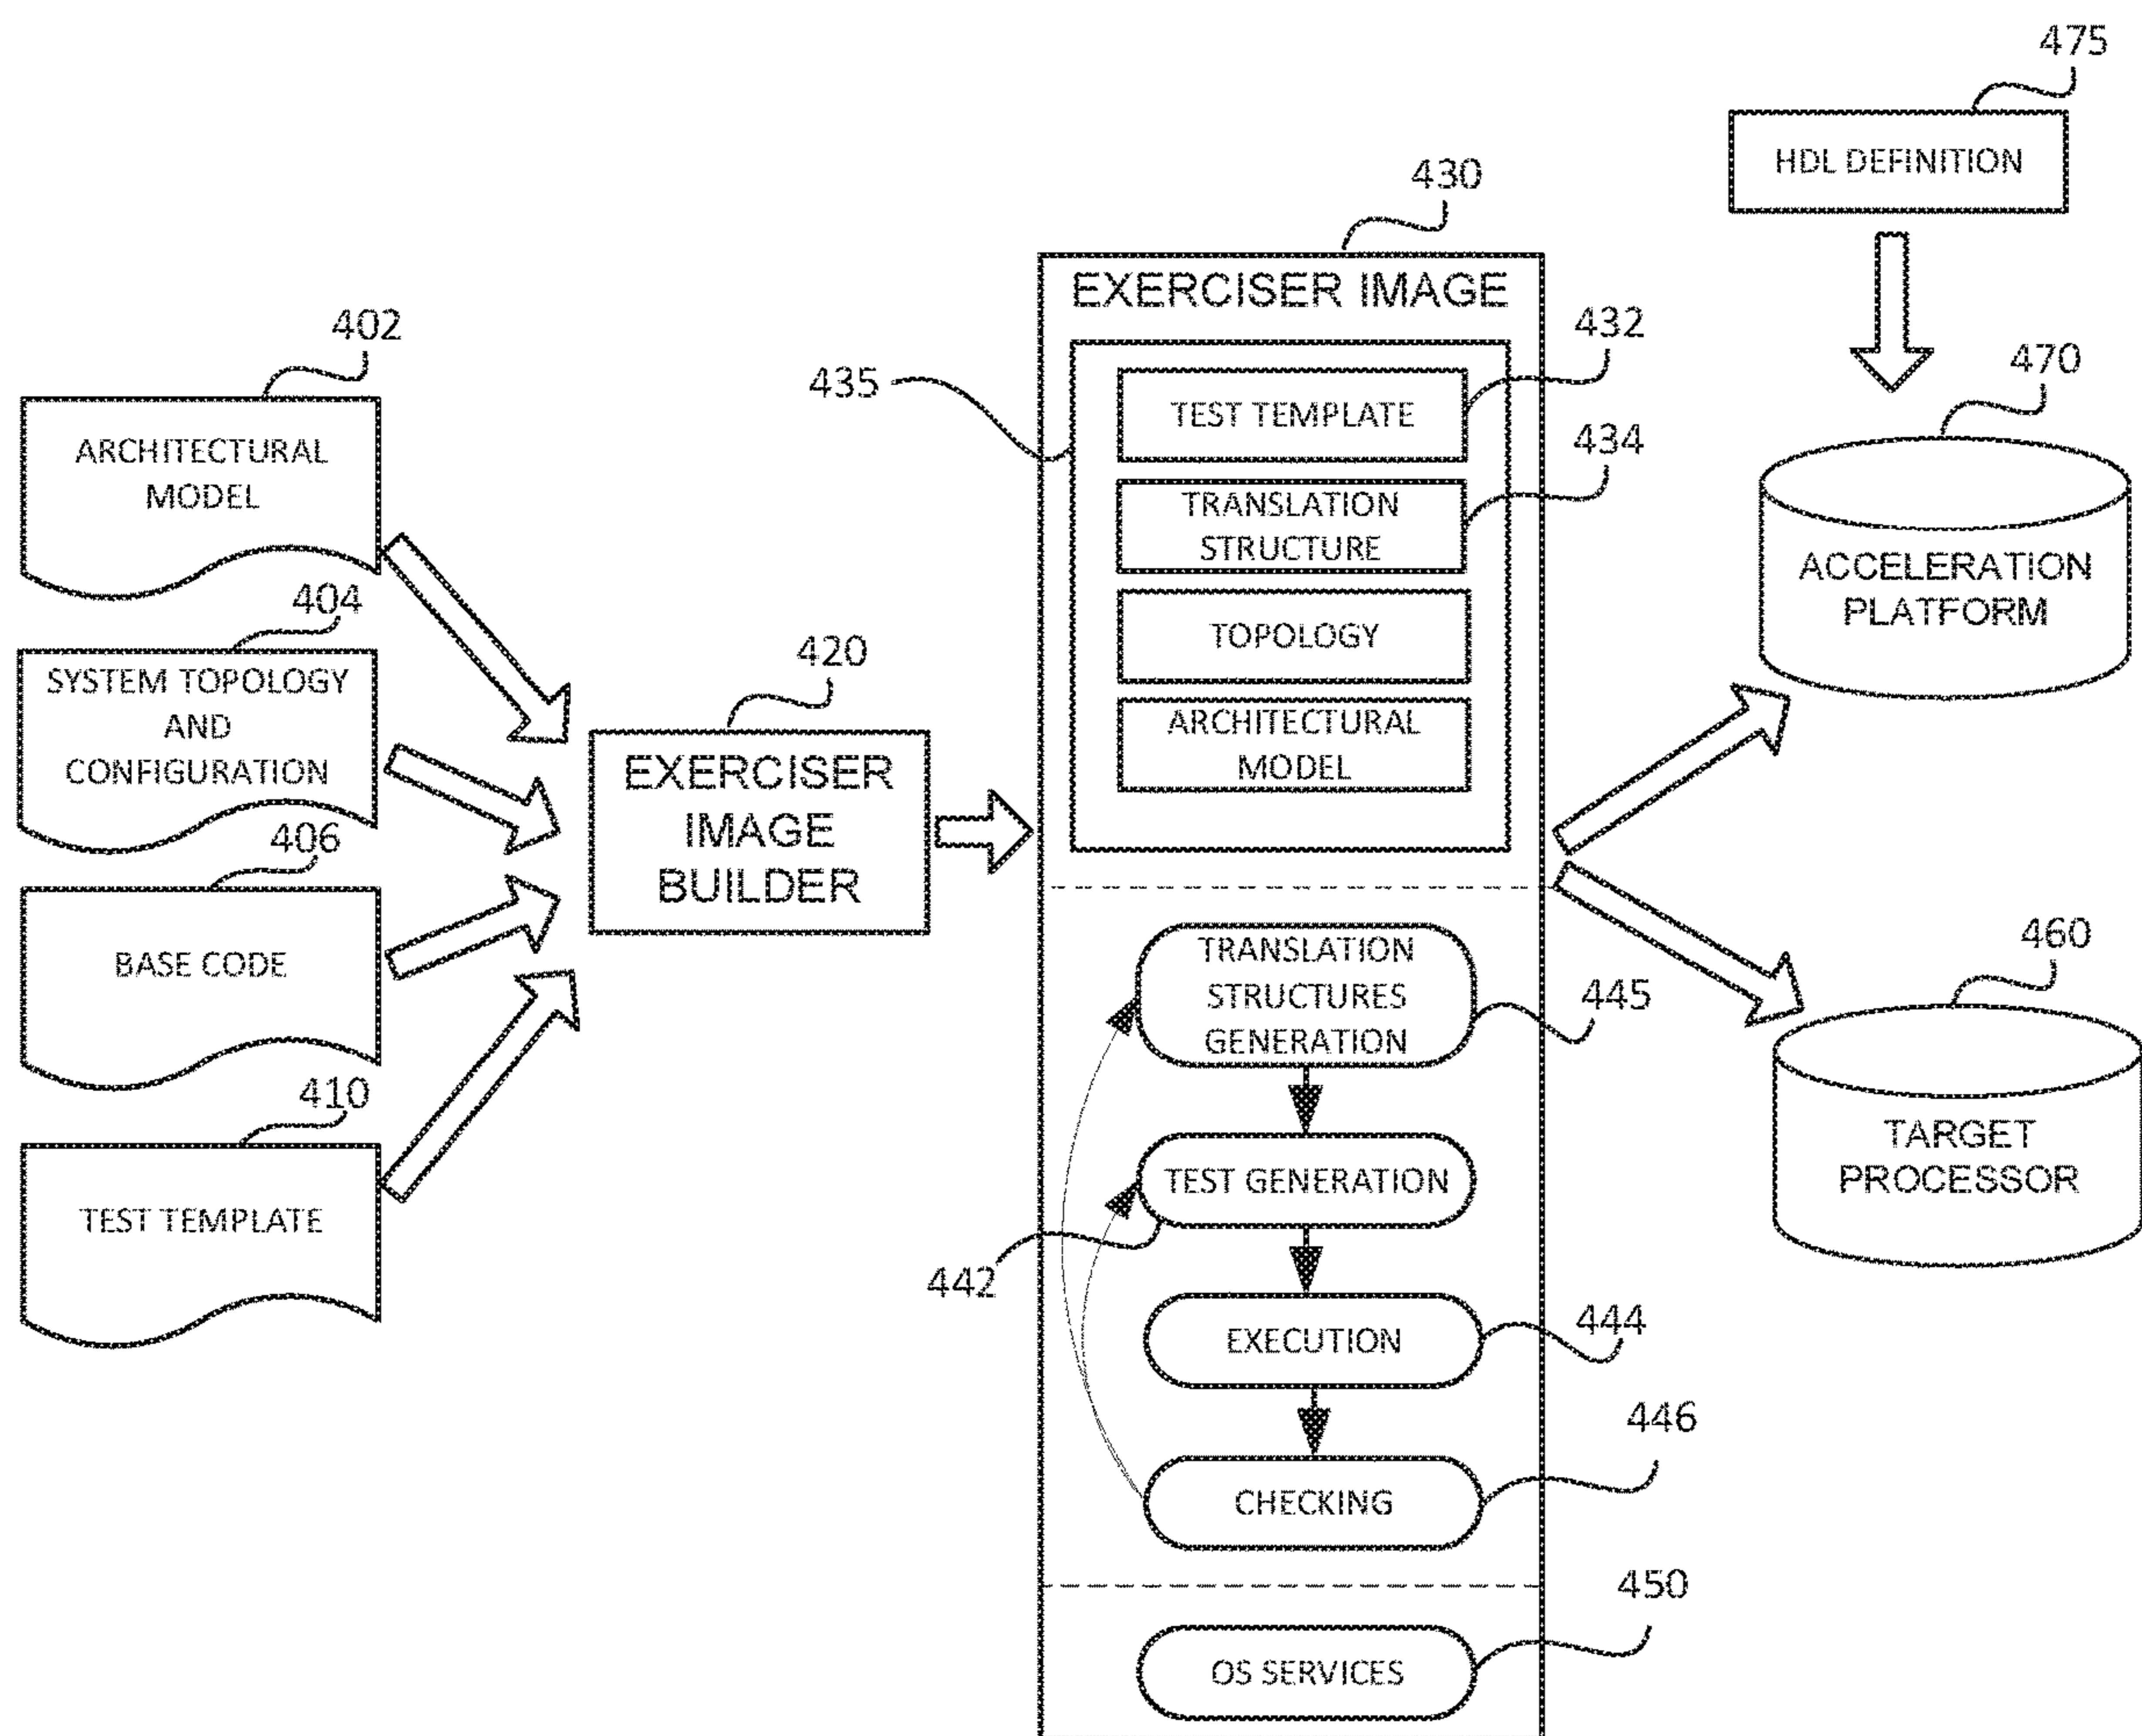 475
HDL DEFINITION
430
EXERCISER IMAGE
402
ARCHITECTURAL
MODEL
404
SYSTEM TOPOLOGY
AND
CONFIGURATION
406
BASE CODE
410
TEST TEMPLATE
420
EXERCISER
IMAGE
BUILDER
435
432
TEST TEMPLATE
434
TRANSLATION
STRUCTURE
TOPOLOGY
ARCHITECTURAL
MODEL
TRANSLATION
STRUCTURES
GENERATION
445
TEST GENERATION
442
EXECUTION
444
CHECKING
446
OS SERVICES
450
470
ACCELERATION
PLATFORM
460
TARGET
PROCESSOR